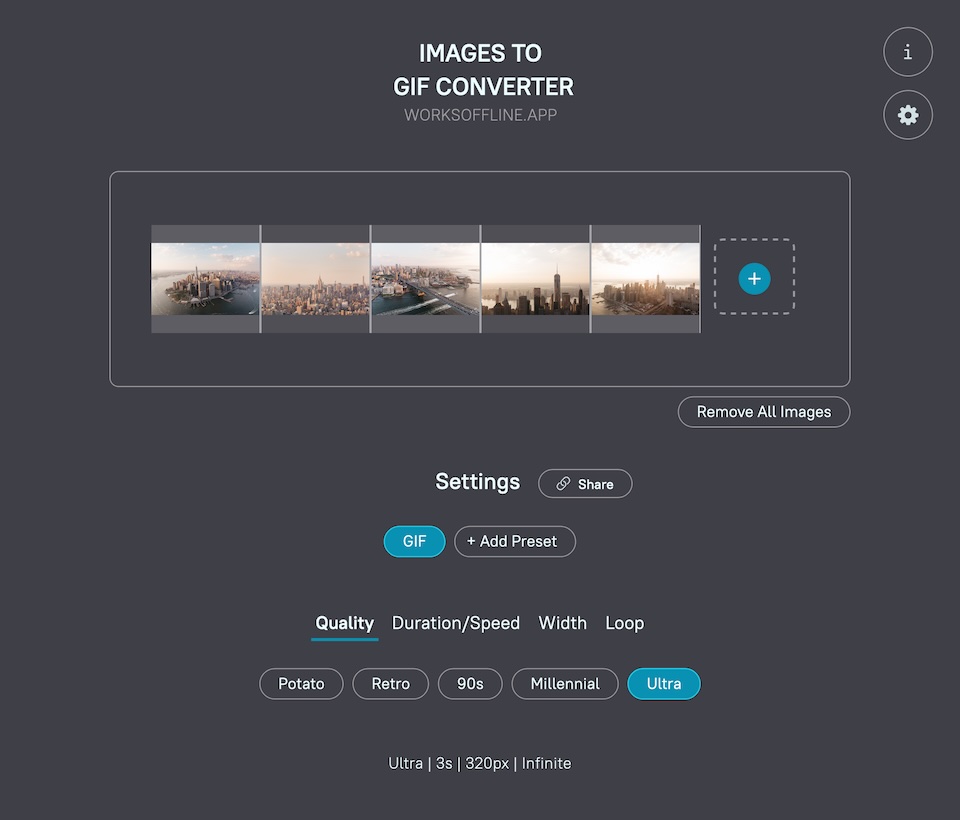 IMAGES TO
GIF CONVERTER
WORKSOFFLINE.APP
i
+
Remove All Images
Settings
Share
GIF
+ Add Preset
Quality Duration/Speed Width Loop
Potato Retro 90s Millennial Ultra
Ultra | 3s | 320px | Infinite